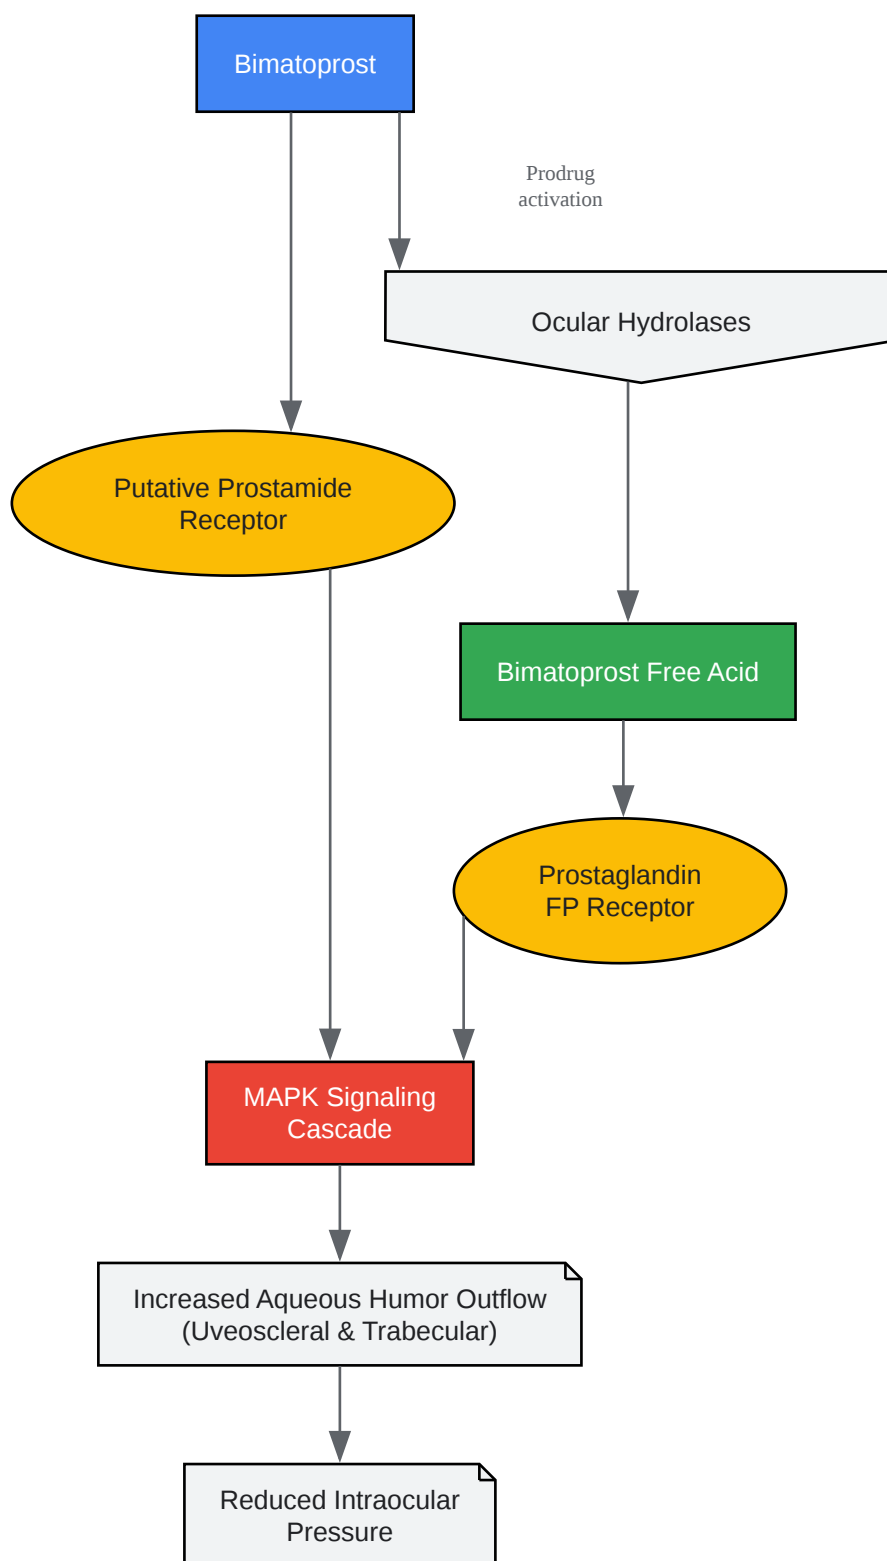 Bimatoprost
Prodrug
activation
Ocular Hydrolases
Putative Prostamide
Receptor
Bimatoprost Free Acid
Prostaglandin
FP Receptor
MAPK Signaling
Cascade
Increased Aqueous Humor Outflow
(Uveoscleral & Trabecular)
Reduced Intraocular
Pressure